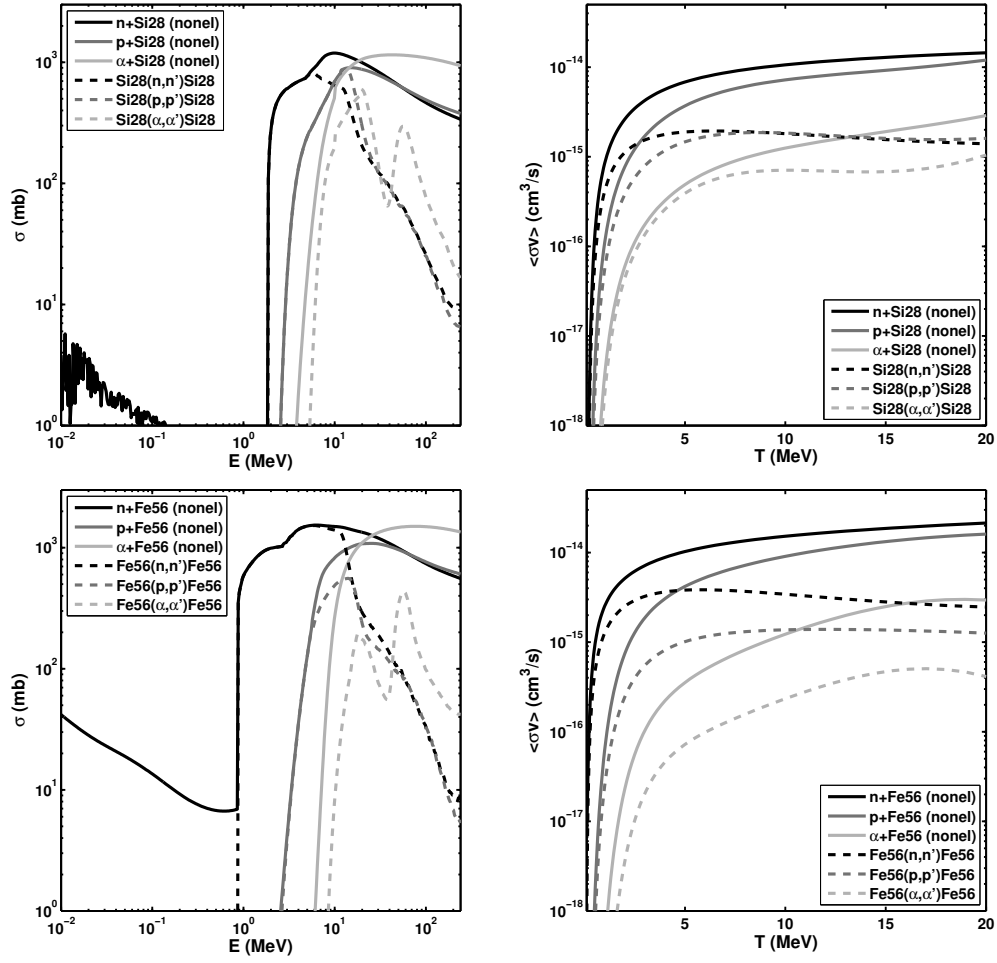 n+Si28 (nonel)
p+Si28 (nonel)
α+Si28 (nonel)
Si28(n,n')Si28
Si28(p,p')Si28
Si28(α,α')Si28
σ (mb)
10³
10²
10¹
10⁰
10⁻² 10⁻¹ 10⁰ 10¹ 10²
E (MeV)
<σv> (cm³/s)
10⁻¹⁴
10⁻¹⁵
10⁻¹⁶
10⁻¹⁷
10⁻¹⁸
n+Si28 (nonel)
p+Si28 (nonel)
α+Si28 (nonel)
Si28(n,n')Si28
Si28(p,p')Si28
Si28(α,α')Si28
5 10 15 20
T (MeV)
n+Fe56 (nonel)
p+Fe56 (nonel)
α+Fe56 (nonel)
Fe56(n,n')Fe56
Fe56(p,p')Fe56
Fe56(α,α')Fe56
σ (mb)
10³
10²
10¹
10⁰
10⁻² 10⁻¹ 10⁰ 10¹ 10²
E (MeV)
<σv> (cm³/s)
10⁻¹⁴
10⁻¹⁵
10⁻¹⁶
10⁻¹⁷
10⁻¹⁸
n+Fe56 (nonel)
p+Fe56 (nonel)
α+Fe56 (nonel)
Fe56(n,n')Fe56
Fe56(p,p')Fe56
Fe56(α,α')Fe56
5 10 15 20
T (MeV)